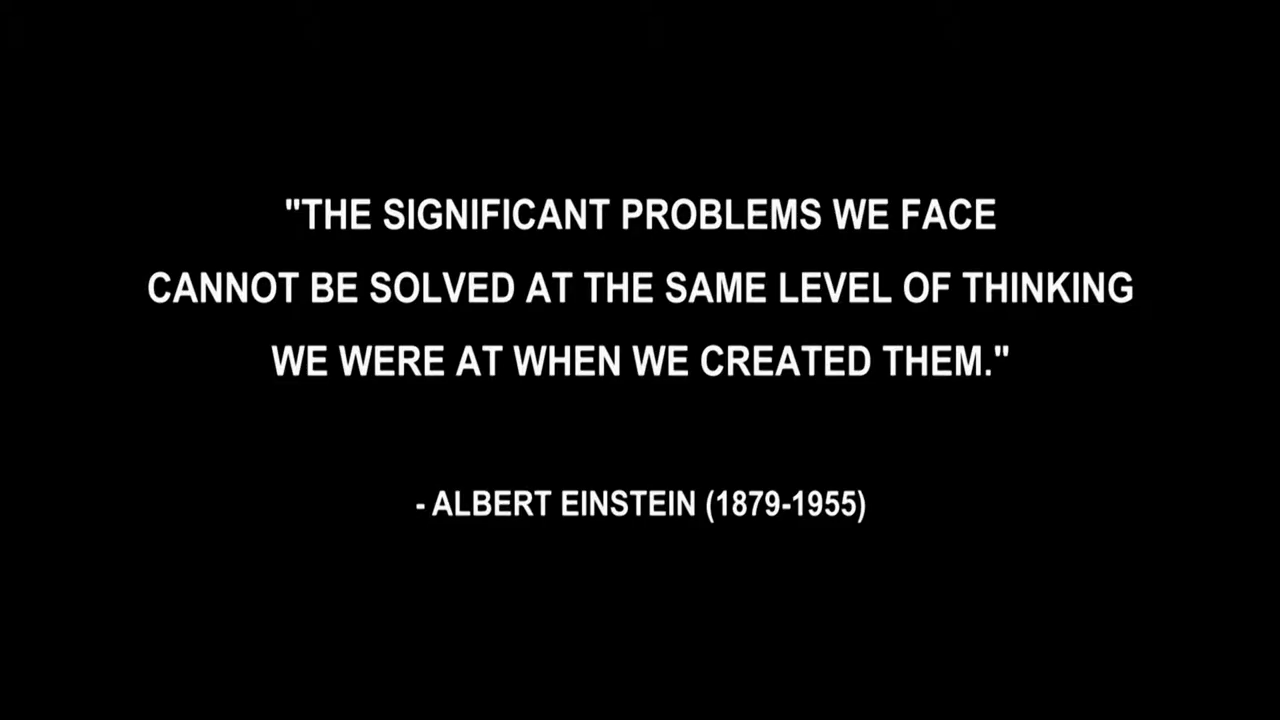 "THE SIGNIFICANT PROBLEMS WE FACE
CANNOT BE SOLVED AT THE SAME LEVEL OF THINKING
WE WERE AT WHEN WE CREATED THEM."
- ALBERT EINSTEIN (1879-1955)